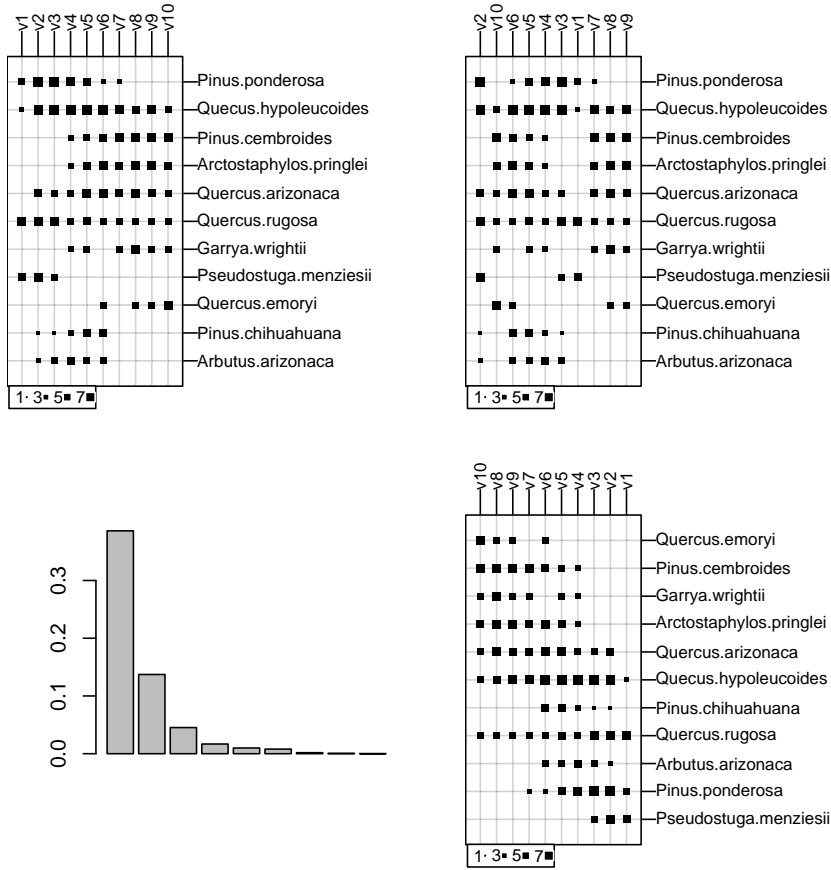 v1 v2 v3 v4 v5 v6 v7 v8 v9 v10
Pinus.ponderosa
Quecus.hypoleucoides
Pinus.cembroides
Arctostaphylos.pringlei
Quercus.arizonaca
Quercus.rugosa
Garrya.wrightii
Pseudostuga.menziesii
Quercus.emoryi
Pinus.chihuahuana
Arbutus.arizonaca
1 3 5 7
v2 v10 v6 v5 v4 v3 v1 v7 v8 v9
Pinus.ponderosa
Quecus.hypoleucoides
Pinus.cembroides
Arctostaphylos.pringlei
Quercus.arizonaca
Quercus.rugosa
Garrya.wrightii
Pseudostuga.menziesii
Quercus.emoryi
Pinus.chihuahuana
Arbutus.arizonaca
1 3 5 7
0.3
0.2
0.1
0.0
v10 v8 v9 v7 v6 v5 v4 v3 v2 v1
Quercus.emoryi
Pinus.cembroides
Garrya.wrightii
Arctostaphylos.pringlei
Quercus.arizonaca
Quecus.hypoleucoides
Pinus.chihuahuana
Quercus.rugosa
Arbutus.arizonaca
Pinus.ponderosa
Pseudostuga.menziesii
1 3 5 7